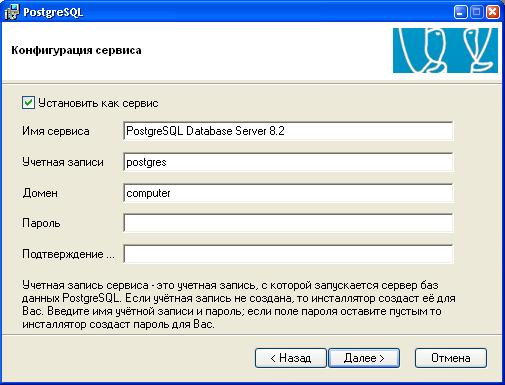 PostgreSQL
Конфигурация сервиса
Установить как сервис
Имя сервиса PostgreSQL Database Server 8.2
Учетная записи postgres
Домен computer
Пароль
Подтверждение ...
Учетная запись сервиса - это учетная запись, с которой запускается сервер баз
данных PostgreSQL. Если учётная запись не создана, то инсталлятор создаст её для
Вас. Введите имя учётной записи и пароль; если поле пароля оставите пустым то
инсталлятор создаст пароль для Вас.
< Назад Далее > Отмена